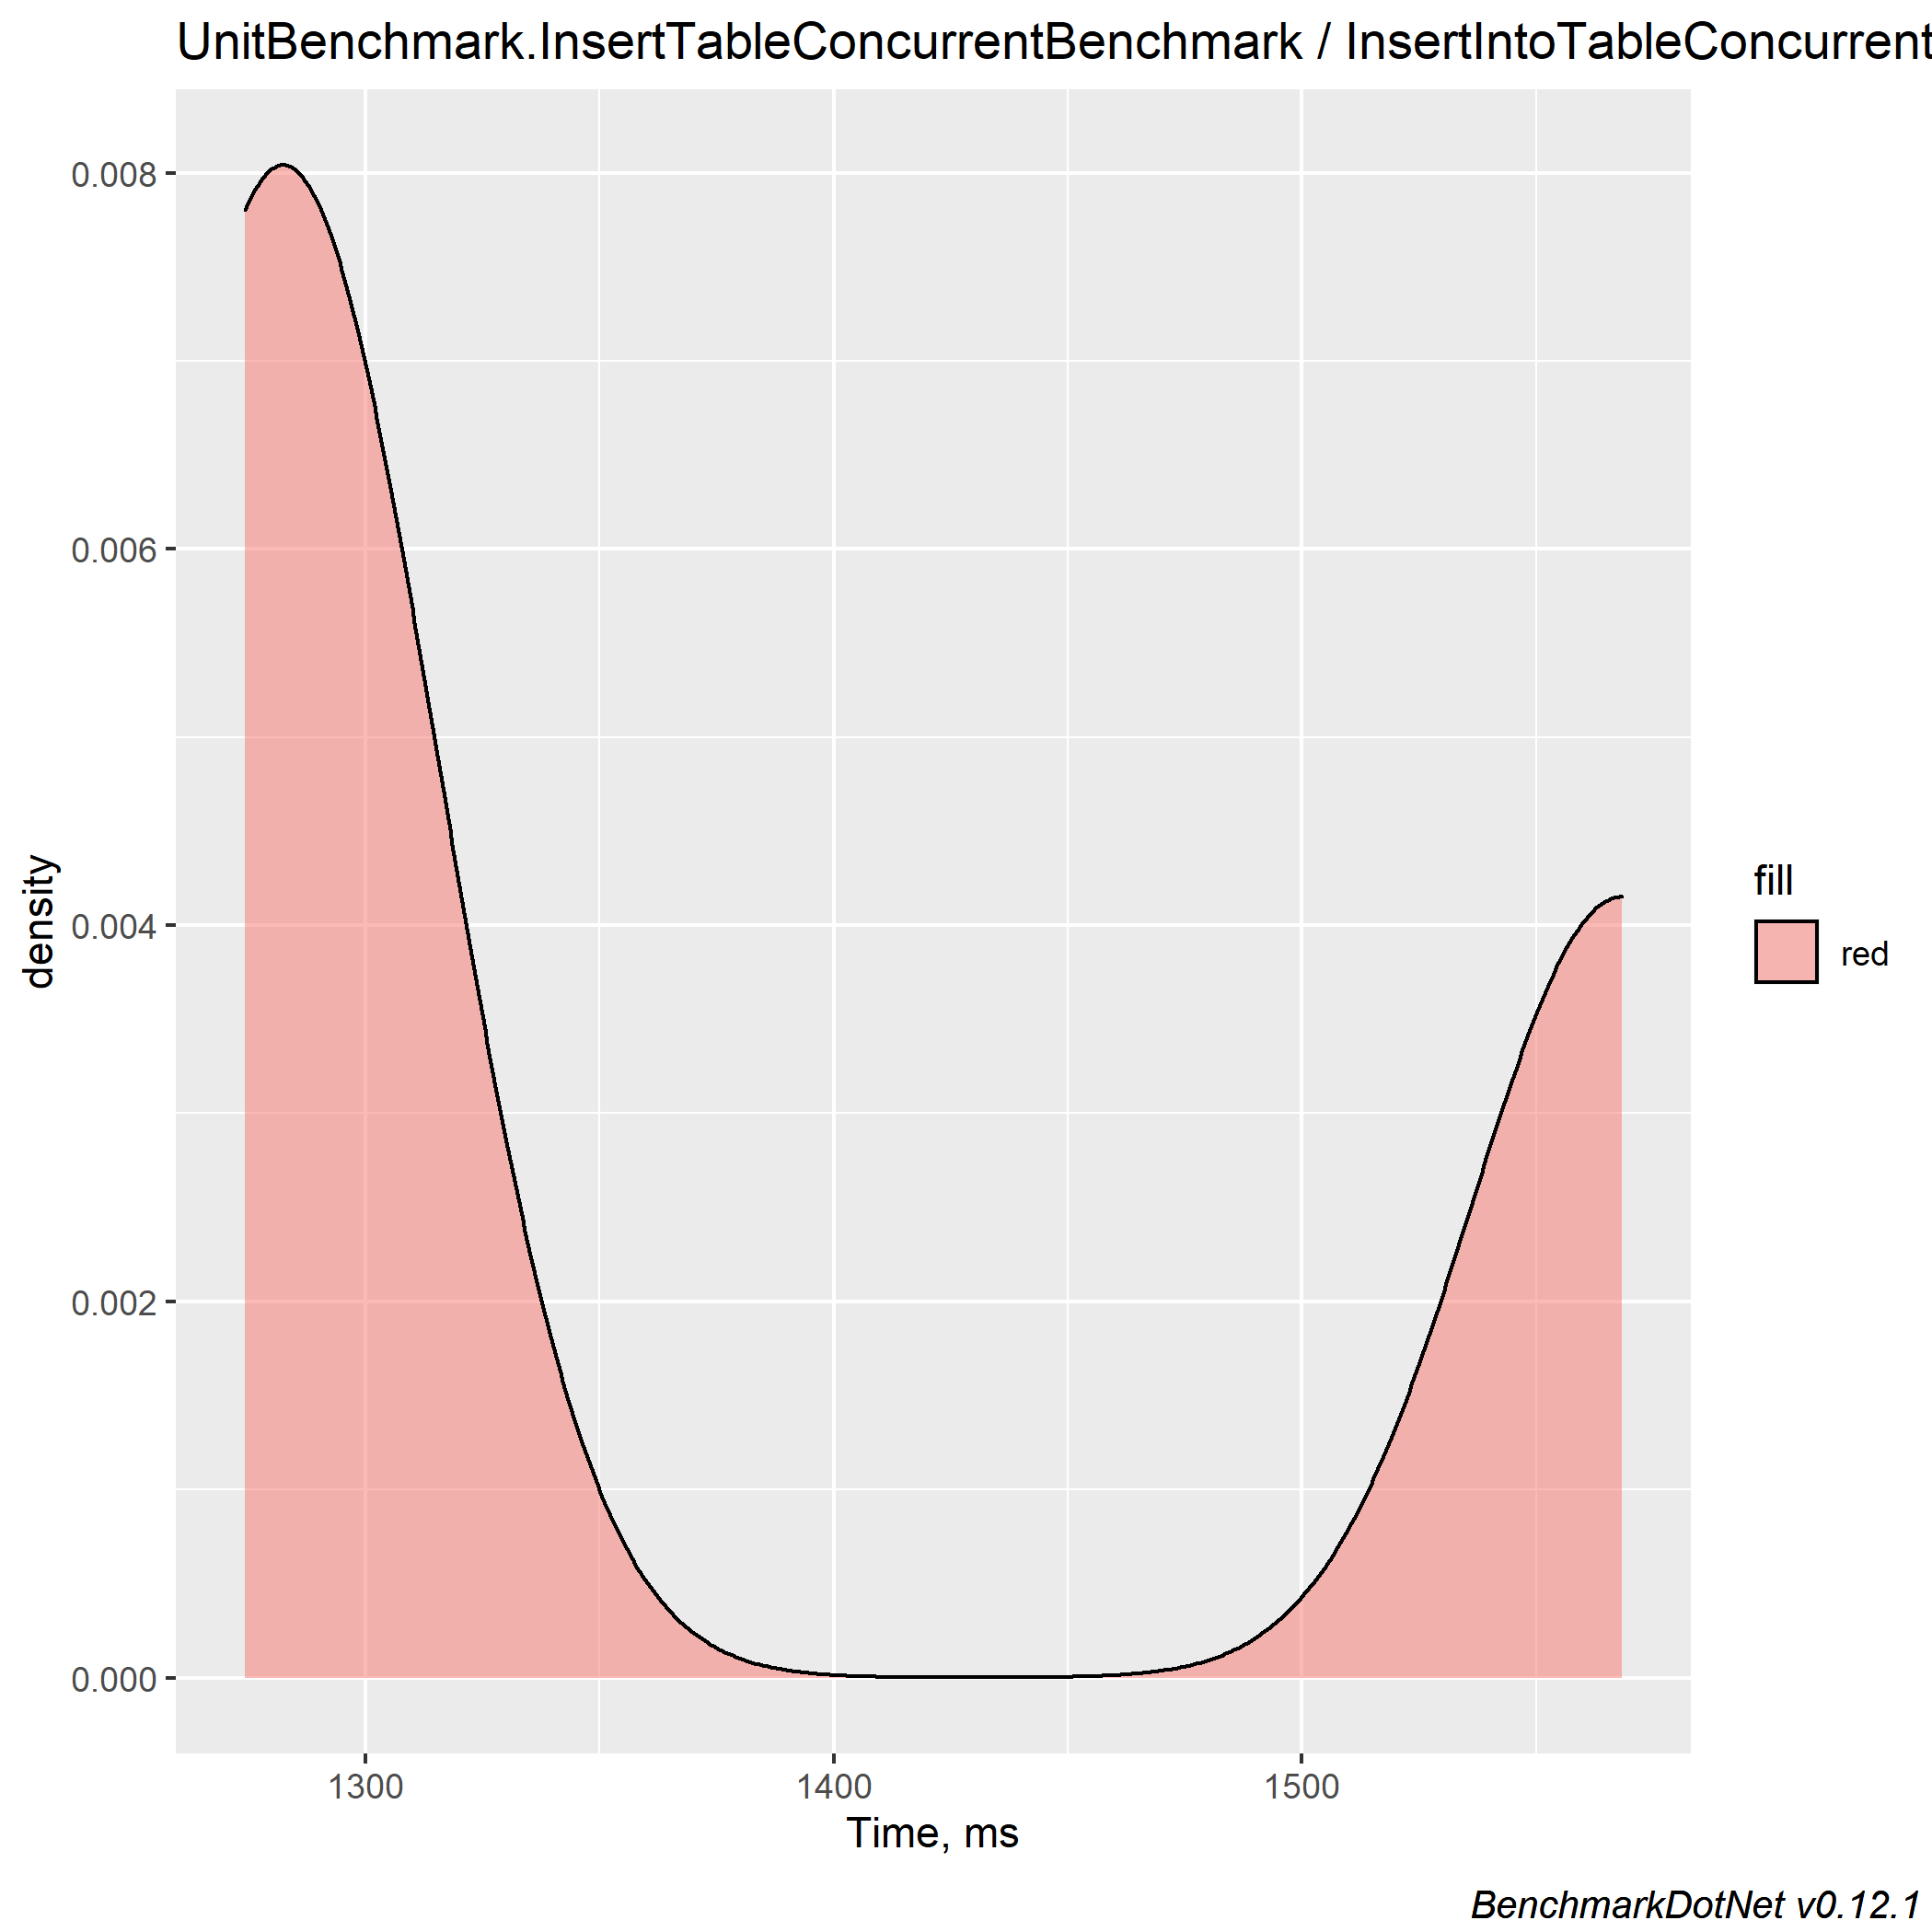 UnitBenchmark.InsertTableConcurrentBenchmark / InsertIntoTableConcurrent
0.008
0.006
0.004
0.002
0.000
density
1300
1400
1500
Time, ms
fill
red
BenchmarkDotNet v0.12.1